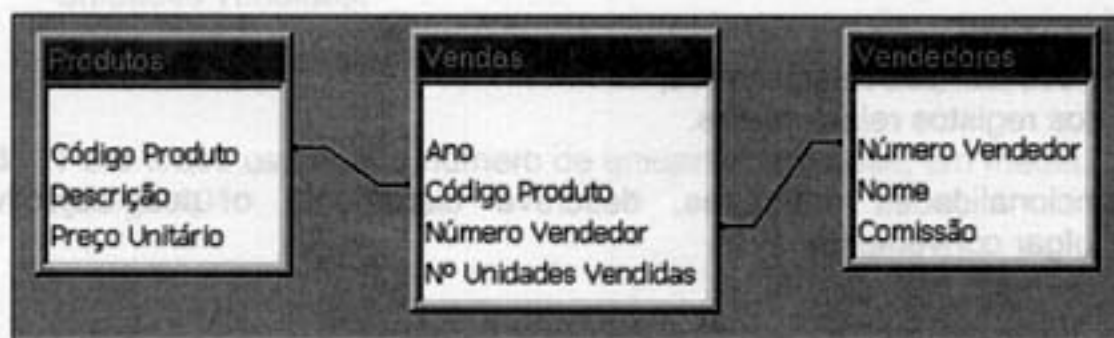 Produtos
Código Produto
Descrição
Preço Unitário
Vendas
Ano
Código Produto
Número Vendedor
Nº Unidades Vendidas
Vendedores
Número Vendedor
Nome
Comissão